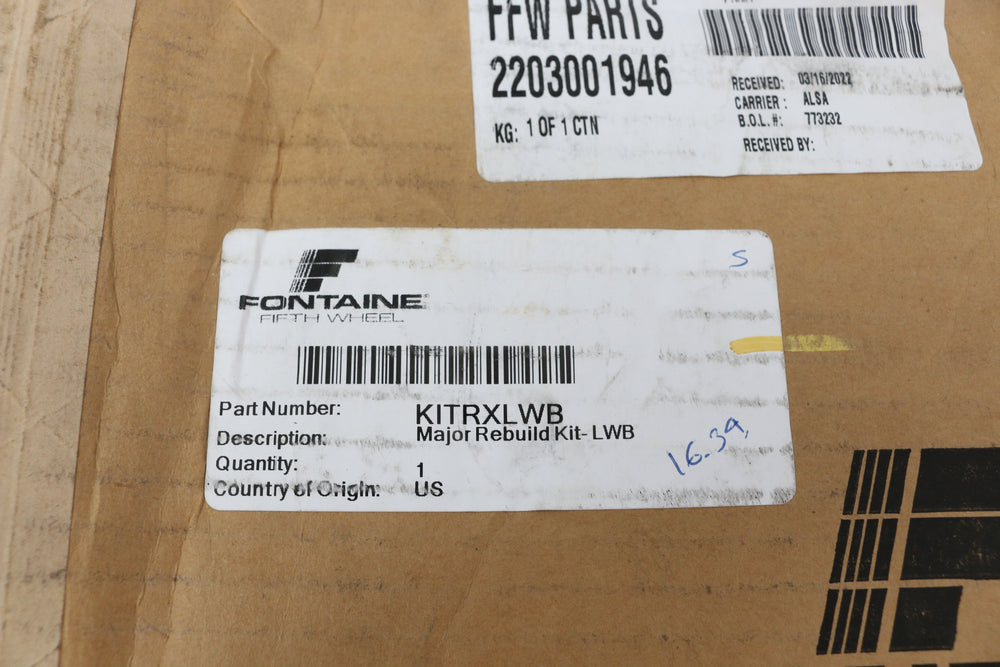 FFW PARTS
2203001946
KG: 1 OF 1 CTN
RECEIVED: 03/16/2022
CARRIER : ALSA
B.O.L.#: 773232
RECEIVED BY:
FONTAINE
FIFTH WHEEL
S
Part Number: KITRXLWB
Description: Major Rebuild Kit- LWB
Quantity: 1
Country of Origin: US
16.39